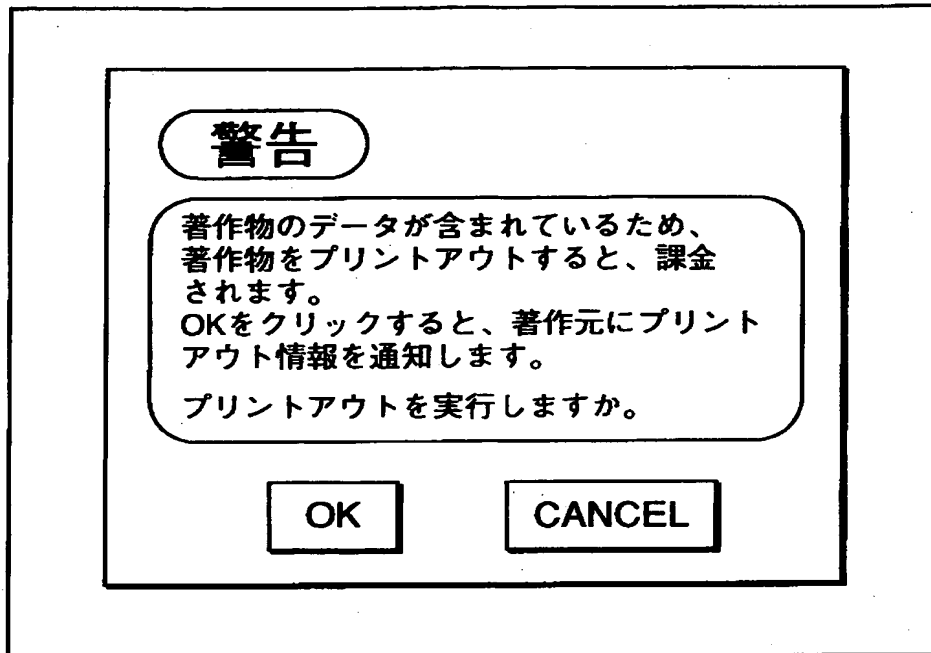 警告
著作物のデータが含まれているため、
著作物をプリントアウトすると、課金
されます。
OKをクリックすると、著作元にプリント
アウト情報を通知します。
プリントアウトを実行しますか。
OK
CANCEL